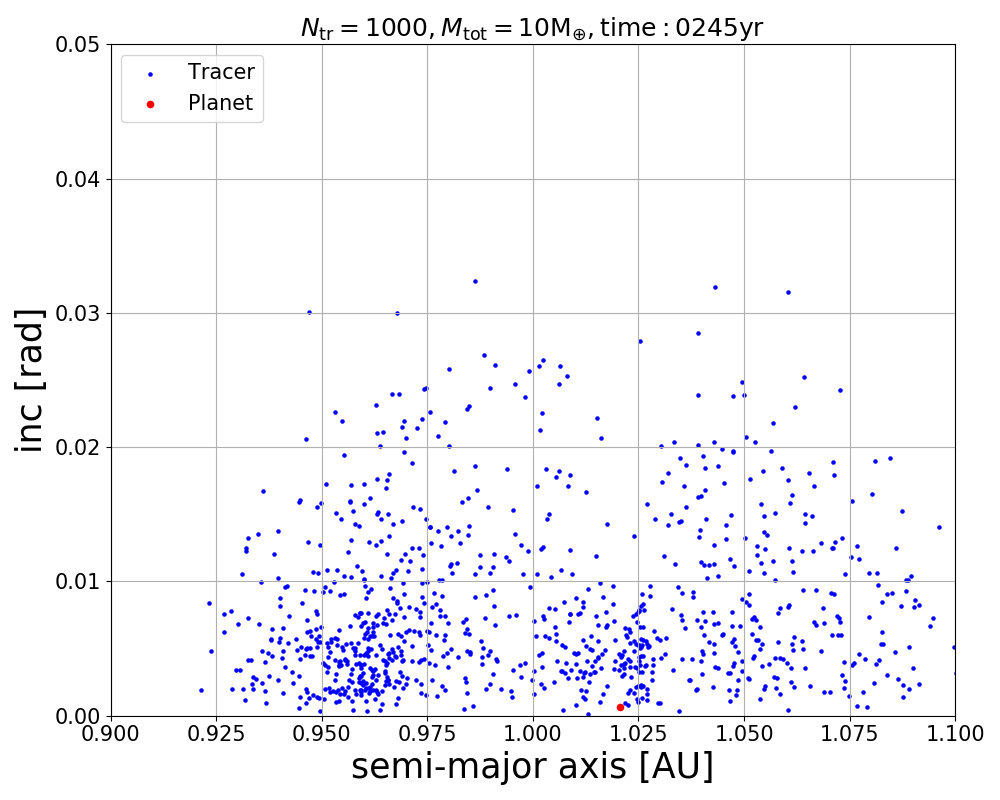 N_tr = 1000, M_tot = 10M_⊕, time : 0245yr
Tracer
Planet
0.05
0.04
0.03
0.02
0.01
0.00
inc [rad]
0.900 0.925 0.950 0.975 1.000 1.025 1.050 1.075 1.100
semi-major axis [AU]